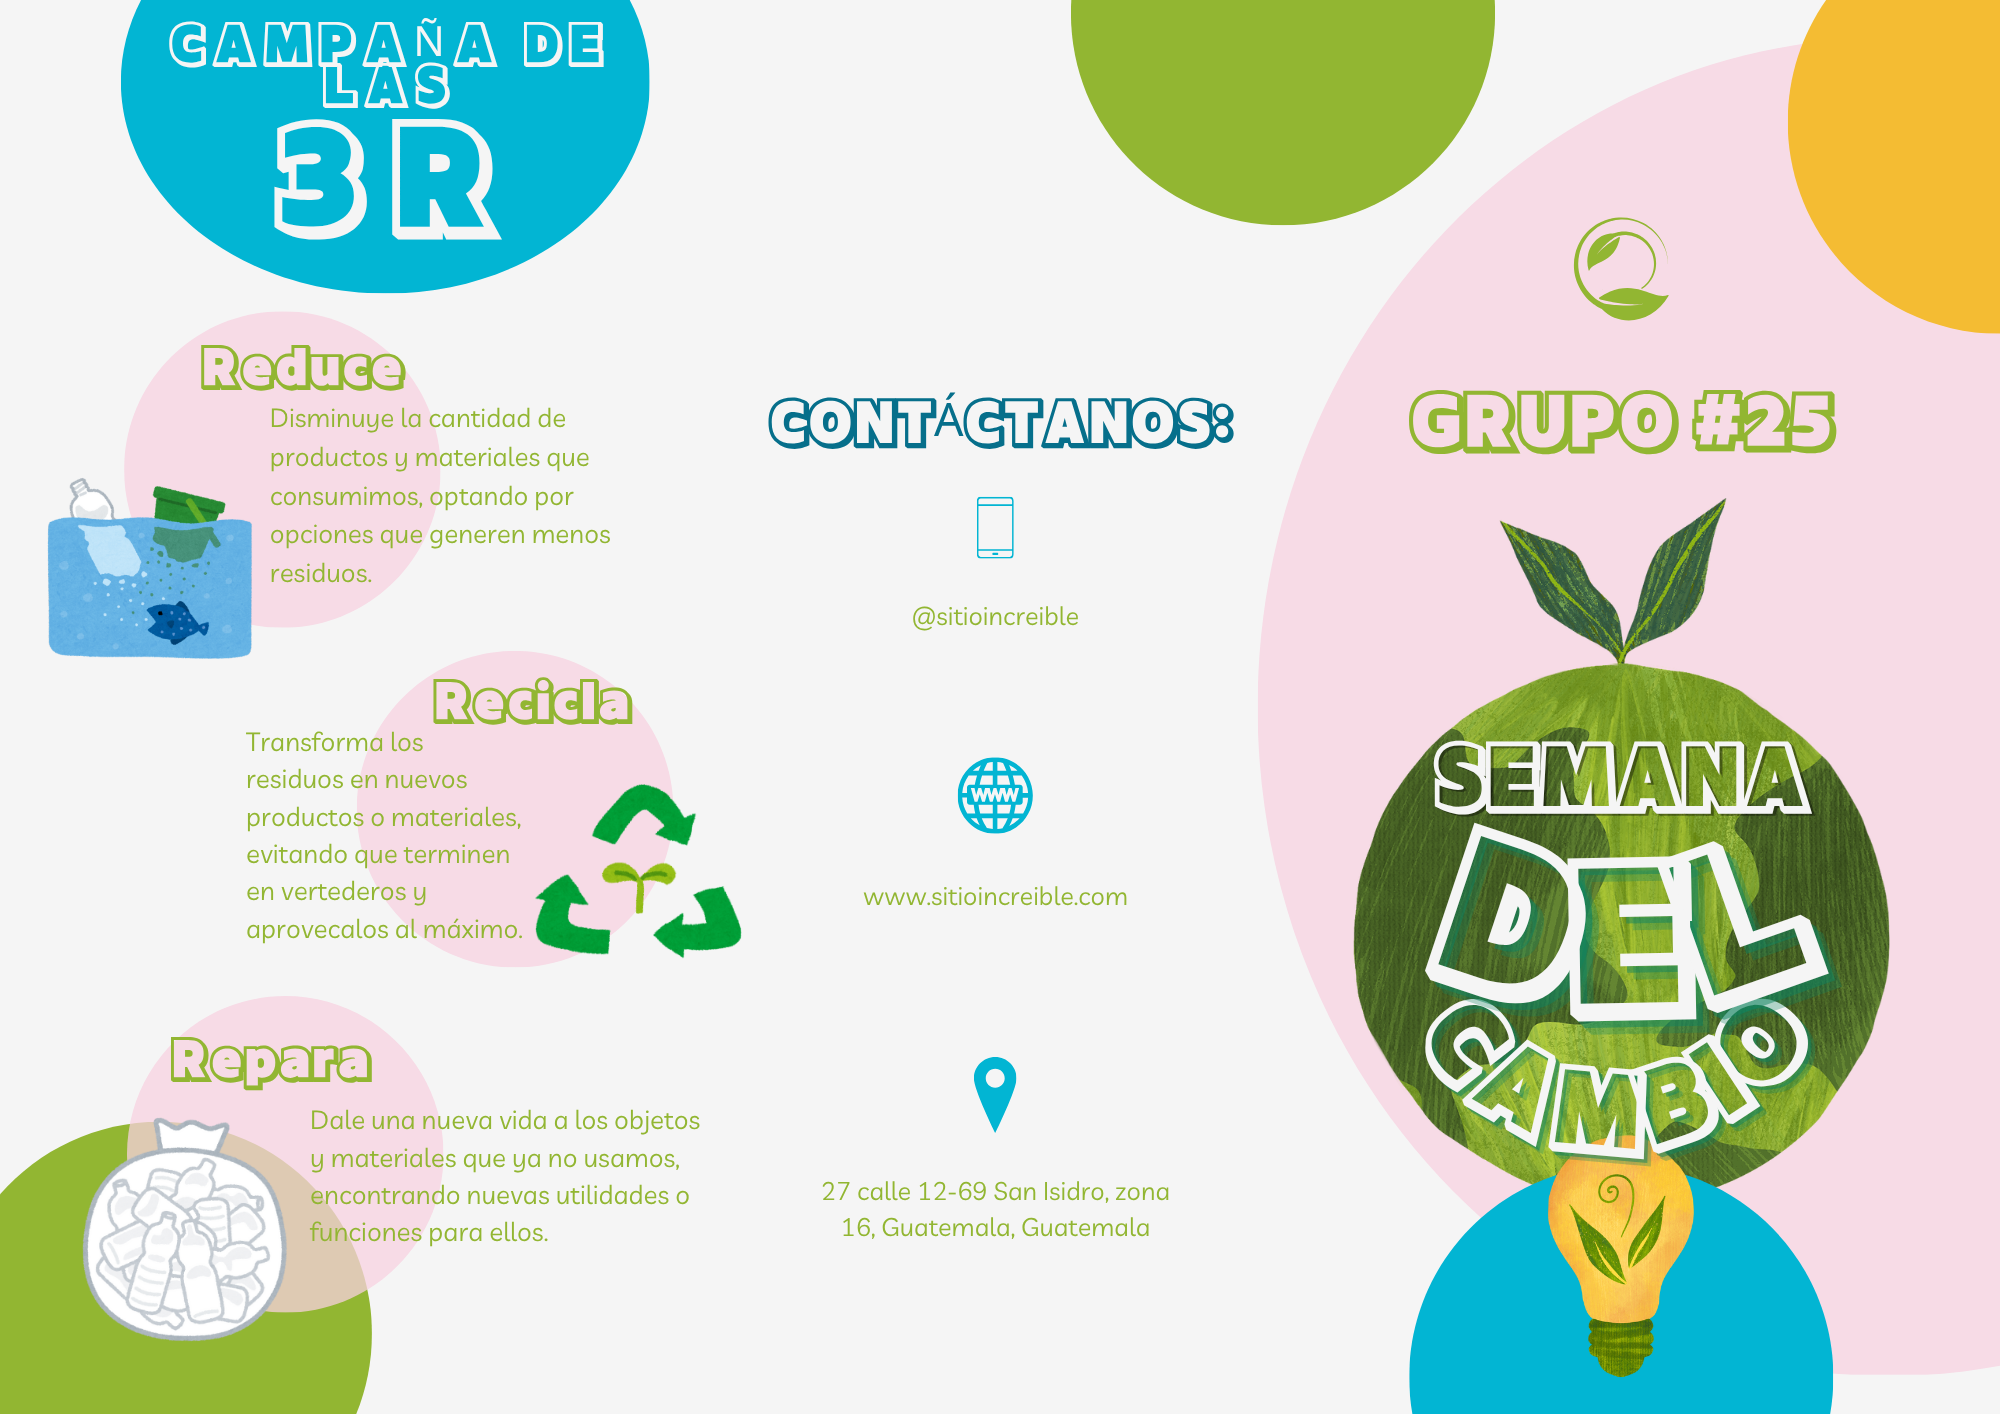 CAMPAÑA DE
LAS
3R
Reduce
Disminuye la cantidad de
productos y materiales que
consumimos, optando por
opciones que generen menos
residuos.
Recicla
Transforma los
residuos en nuevos
productos o materiales,
evitando que terminen
en vertederos y
aprovecalos al máximo.
Repara
Dale una nueva vida a los objetos
y materiales que ya no usamos,
encontrando nuevas utilidades o
funciones para ellos.
CONTÁCTANOS:
@sitioincreible
WWW
www.sitioincreible.com
27 calle 12-69 San Isidro, zona
16, Guatemala, Guatemala
GRUPO #25
SEMANA
DEL
CAMBIO